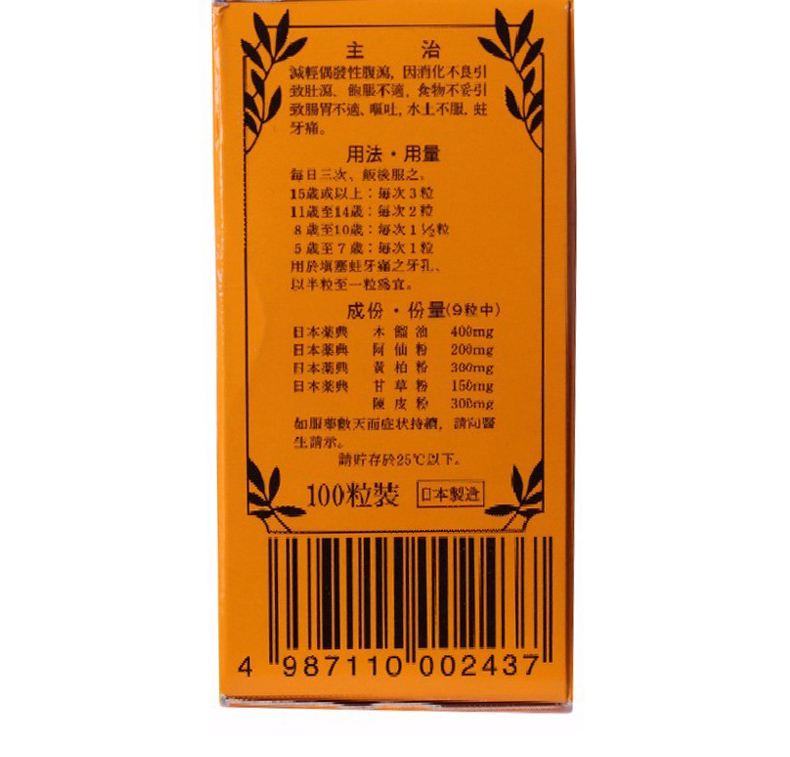 主 治
減輕偶發性腹瀉, 因消化不良引
致肚瀉、飽脹不適, 食物不妥引
致腸胃不適、嘔吐, 水土不服, 蛀
牙痛。
用法・用量
每日三次、飯後服之。
15歲或以上：每次3粒
11歲至14歲：每次2粒
8歲至10歲：每次1½粒
5歲至7歲：每次1粒
用於塡塞蛀牙痛之牙孔、
以半粒至一粒爲宜。
成份・份量(9粒中)
日本薬典 木餾油 400mg
日本薬典 阿仙粉 200mg
日本薬典 黃柏粉 300mg
日本薬典 甘草粉 150mg
陳皮粉 300mg
如服藥數天而症状持續, 請向醫
生請示。
請貯存於25℃以下。
100粒裝 日本製造
4 987110 002437